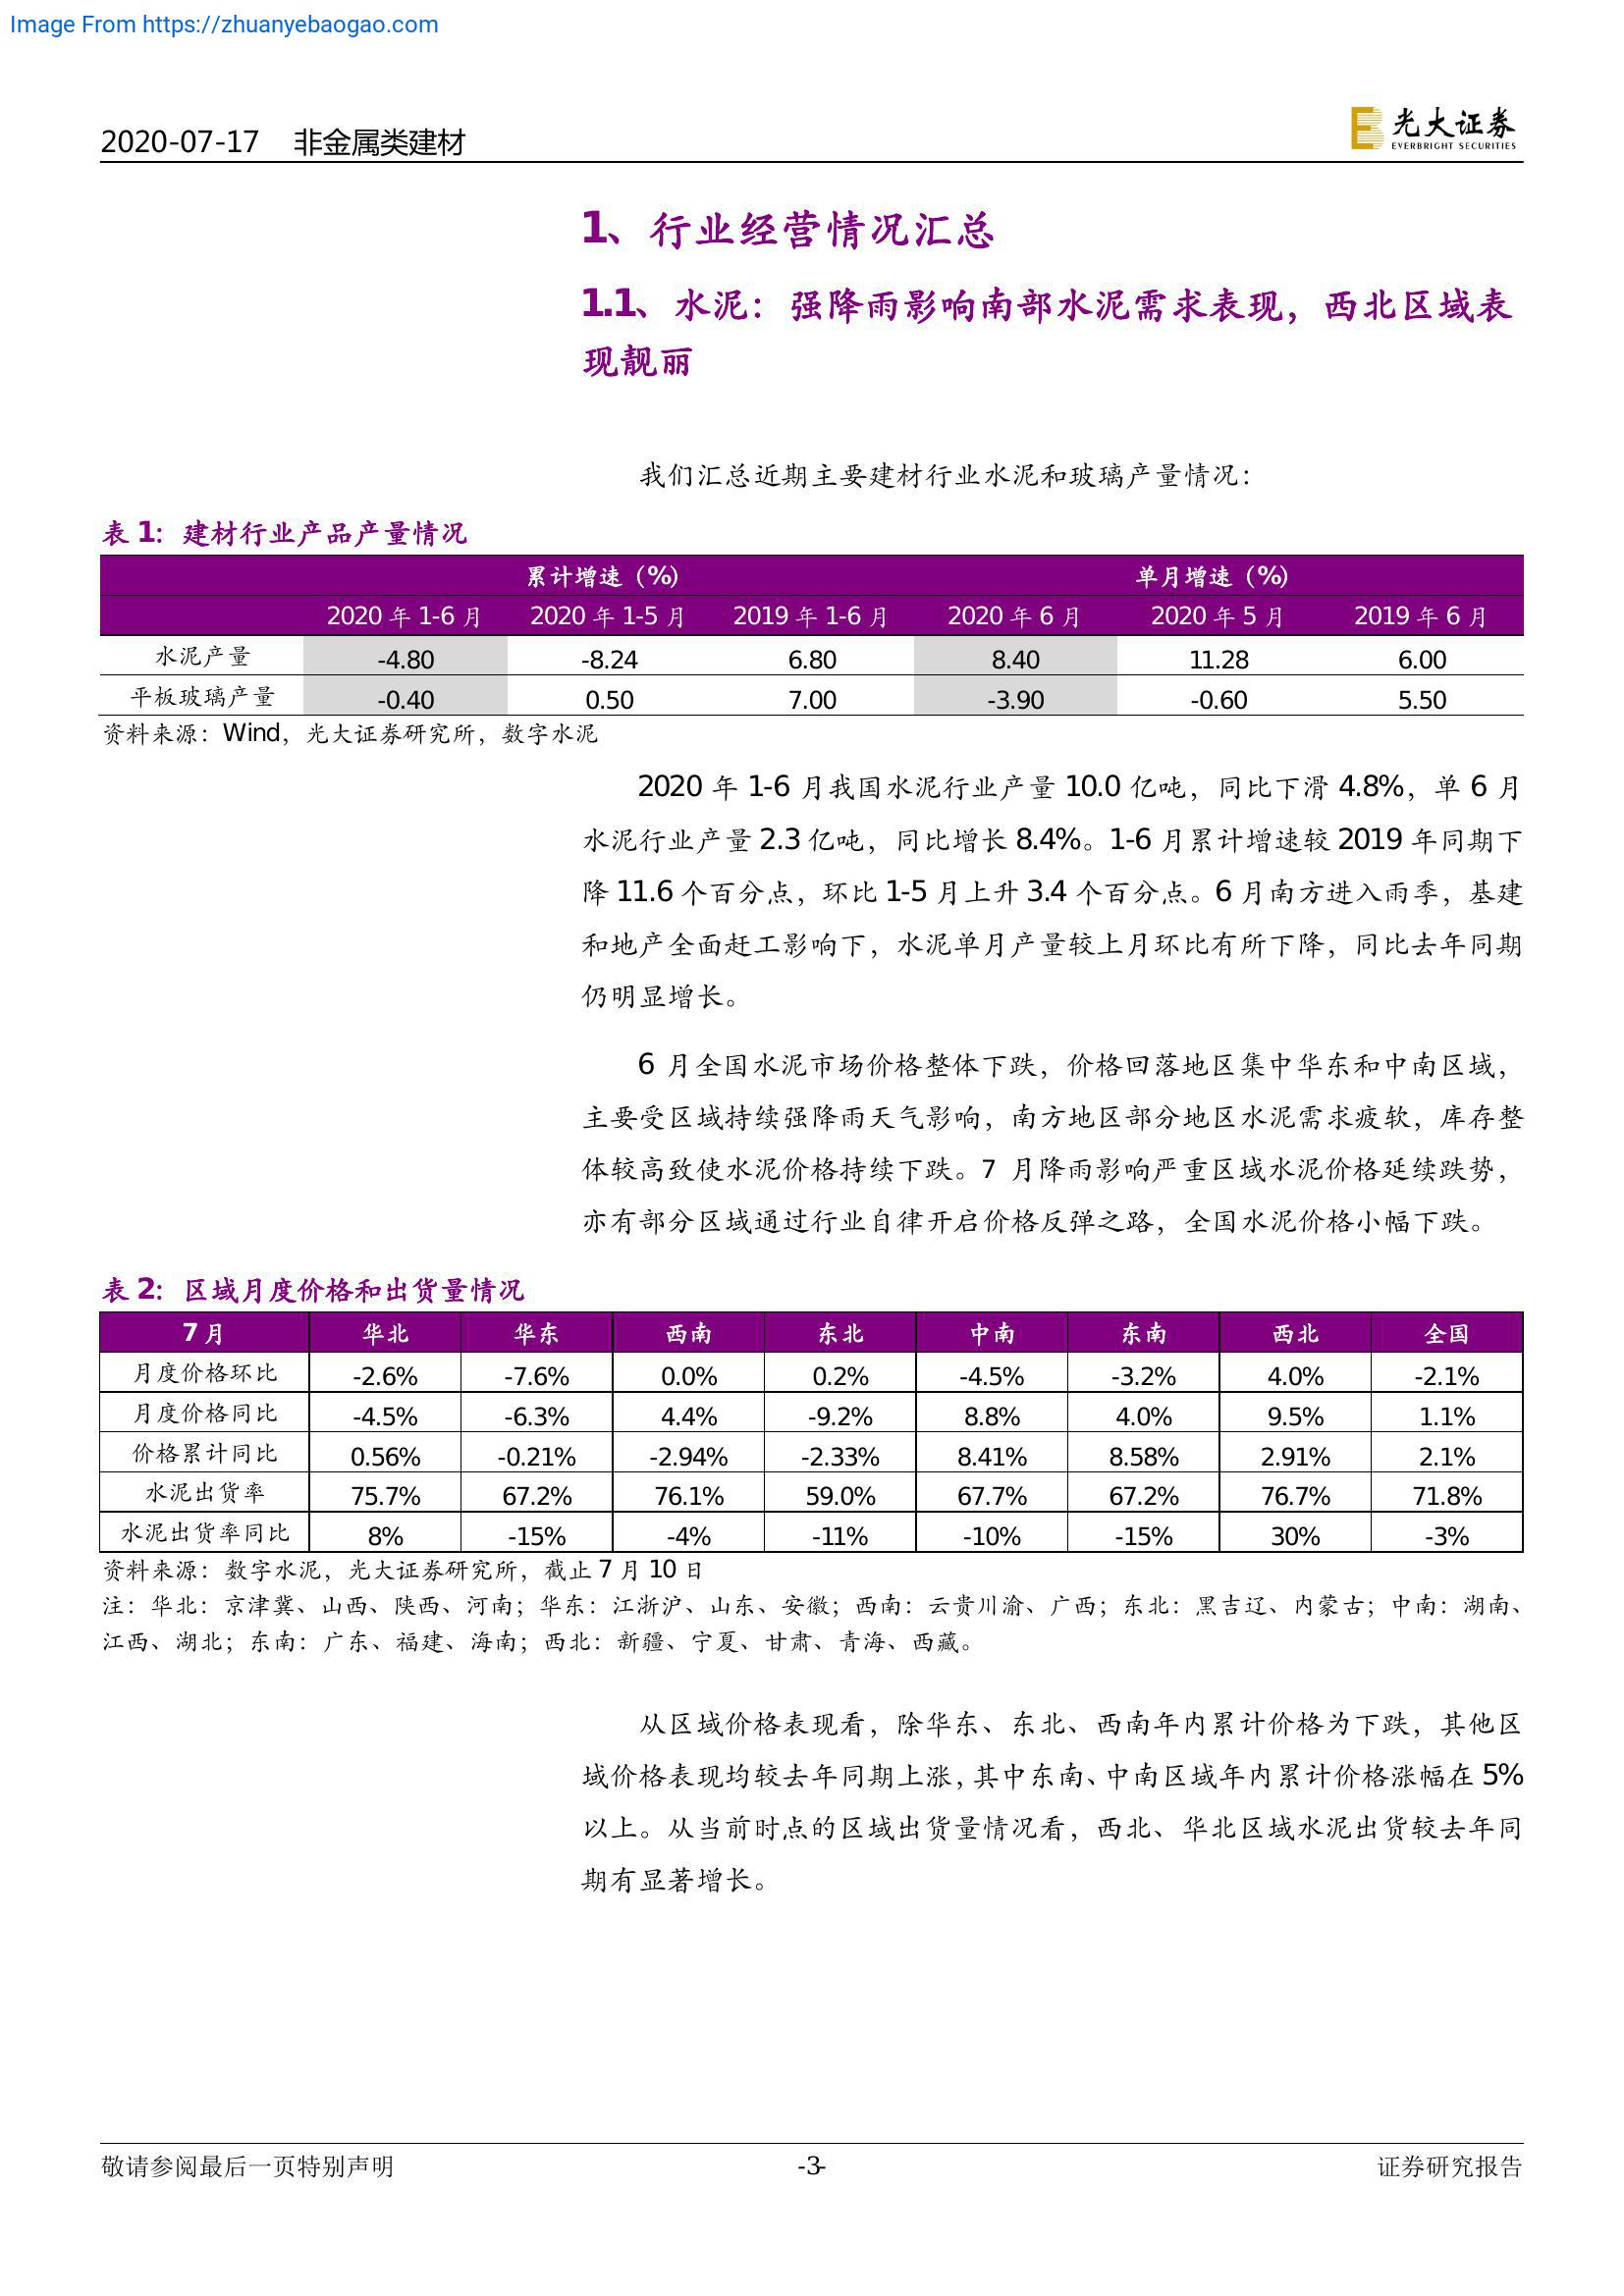 Image From https://zhuanyebaogao.com
2020-07-17 非金属类建材
光大证券
EVERBRIGHT SECURITIES
1、行业经营情况汇总
1.1、水泥：强降雨影响南部水泥需求表现，西北区域表
现靓丽
我们汇总近期主要建材行业水泥和玻璃产量情况：
表 1：建材行业产品产量情况
累计增速（%） 单月增速（%）
2020 年 1-6 月 2020 年 1-5 月 2019 年 1-6 月 2020 年 6 月 2020 年 5 月 2019 年 6 月
水泥产量 -4.80 -8.24 6.80 8.40 11.28 6.00
平板玻璃产量 -0.40 0.50 7.00 -3.90 -0.60 5.50
资料来源：Wind，光大证券研究所，数字水泥
2020 年 1-6 月我国水泥行业产量 10.0 亿吨，同比下滑 4.8%，单 6 月
水泥行业产量 2.3 亿吨，同比增长 8.4%。1-6 月累计增速较 2019 年同期下
降 11.6 个百分点，环比 1-5 月上升 3.4 个百分点。6 月南方进入雨季，基建
和地产全面赶工影响下，水泥单月产量较上月环比有所下降，同比去年同期
仍明显增长。
6 月全国水泥市场价格整体下跌，价格回落地区集中华东和中南区域，
主要受区域持续强降雨天气影响，南方地区部分地区水泥需求疲软，库存整
体较高致使水泥价格持续下跌。7 月降雨影响严重区域水泥价格延续跌势，
亦有部分区域通过行业自律开启价格反弹之路，全国水泥价格小幅下跌。
表 2：区域月度价格和出货量情况
7 月 华北 华东 西南 东北 中南 东南 西北 全国
月度价格环比 -2.6% -7.6% 0.0% 0.2% -4.5% -3.2% 4.0% -2.1%
月度价格同比 -4.5% -6.3% 4.4% -9.2% 8.8% 4.0% 9.5% 1.1%
价格累计同比 0.56% -0.21% -2.94% -2.33% 8.41% 8.58% 2.91% 2.1%
水泥出货率 75.7% 67.2% 76.1% 59.0% 67.7% 67.2% 76.7% 71.8%
水泥出货率同比 8% -15% -4% -11% -10% -15% 30% -3%
资料来源：数字水泥，光大证券研究所，截止 7 月 10 日
注：华北：京津冀、山西、陕西、河南；华东：江浙沪、山东、安徽；西南：云贵川渝、广西；东北：黑吉辽、内蒙古；中南：湖南、
江西、湖北；东南：广东、福建、海南；西北：新疆、宁夏、甘肃、青海、西藏。
从区域价格表现看，除华东、东北、西南年内累计价格为下跌，其他区
域价格表现均较去年同期上涨，其中东南、中南区域年内累计价格涨幅在 5%
以上。从当前时点的区域出货量情况看，西北、华北区域水泥出货较去年同
期有显著增长。
敬请参阅最后一页特别声明 -3- 证券研究报告